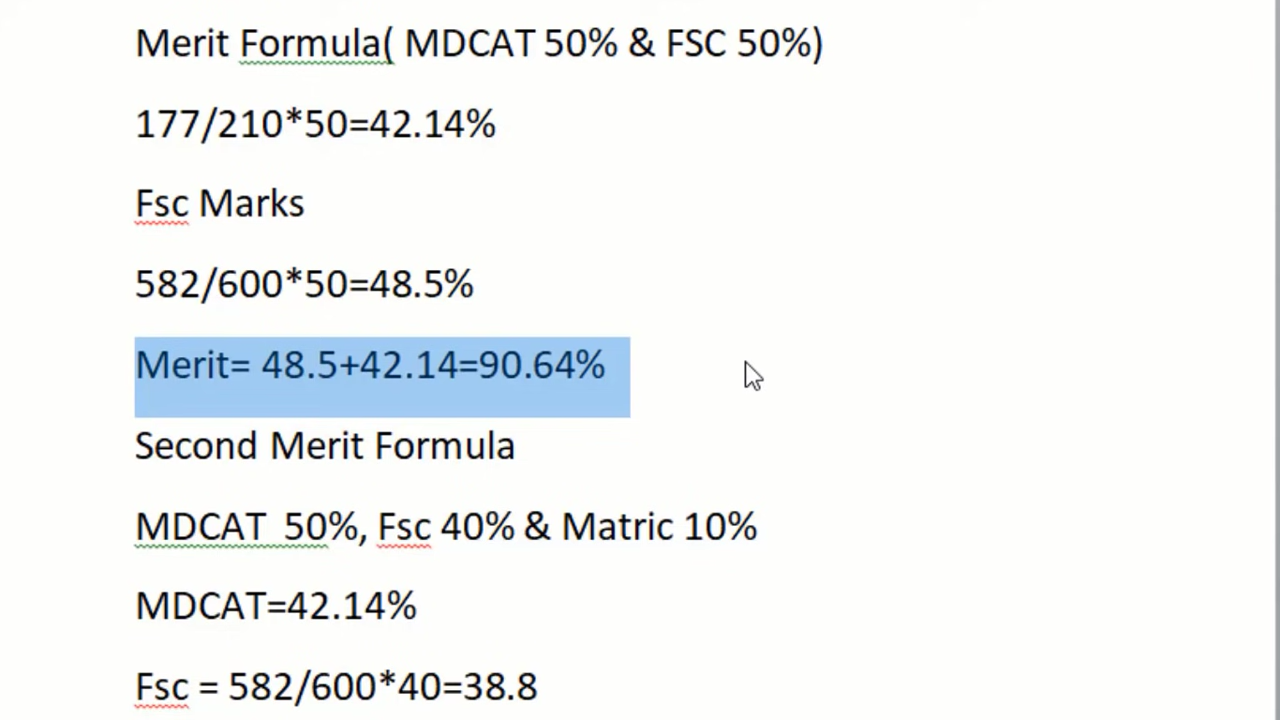 Merit Formula( MDCAT 50% & FSC 50%)
177/210*50=42.14%
Fsc Marks
582/600*50=48.5%
Merit= 48.5+42.14=90.64%
Second Merit Formula
MDCAT  50%, Fsc 40% & Matric 10%
MDCAT=42.14%
Fsc = 582/600*40=38.8